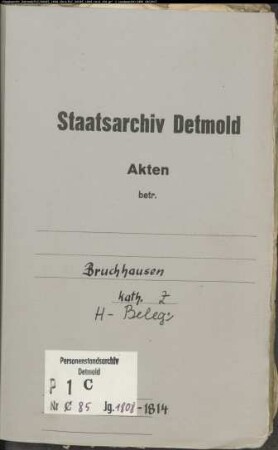 Staatsarchiv Detmold
Akten
betr.
Bruchhausen
kath. Z
H- Belege
Personenstandsarchiv
Detmold
P 1 C
Nr. 85 Jg. 1808-1814